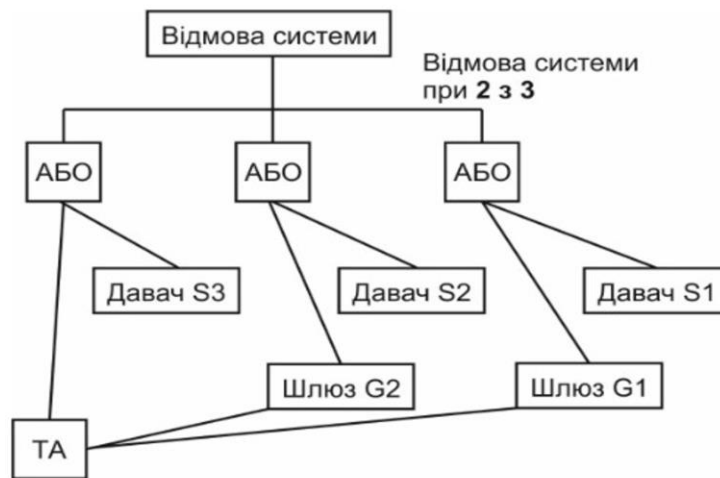 Відмова системи
Відмова системи
при 2 з 3
АБО
АБО
АБО
Давач S3
Давач S2
Давач S1
Шлюз G2
Шлюз G1
ТА